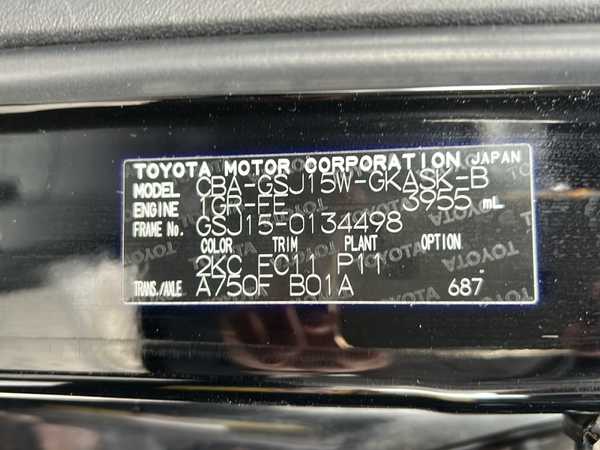 TOYOTA MOTOR CORPORATION JAPAN
MODEL CBA-GSJ15W-GKASK-B
ENGINE 1GR-FE 3955 mL
FRAME No. GSJ15-0134498
COLOR TRIM PLANT OPTION
2KC FC11 P11
TRANS./AXLE A750F B01A 687